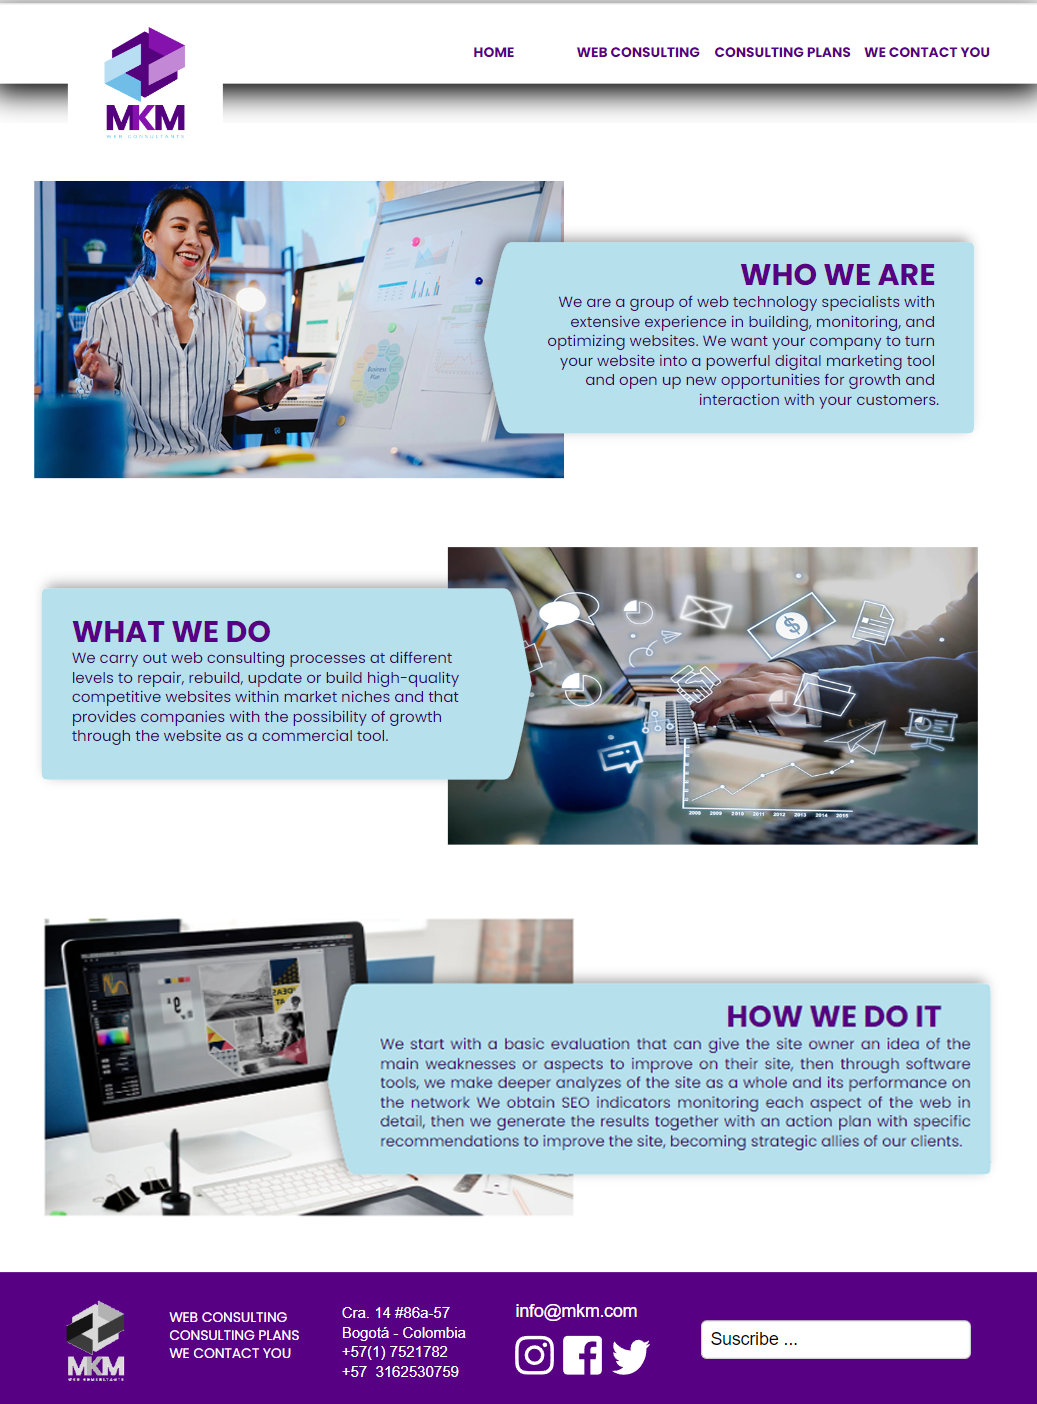 HOME WEB CONSULTING CONSULTING PLANS WE CONTACT YOU
MKM
WEB CONSULTANTS
Business
Plan
WHO WE ARE
We are a group of web technology specialists with
extensive experience in building, monitoring, and
optimizing websites. We want your company to turn
your website into a powerful digital marketing tool
and open up new opportunities for growth and
interaction with your customers.
WHAT WE DO
We carry out web consulting processes at different
levels to repair, rebuild, update or build high-quality
competitive websites within market niches and that
provides companies with the possibility of growth
through the website as a commercial tool.
$
2008 2009 2010 2011 2012 2013 2014 2015
HOW WE DO IT
We start with a basic evaluation that can give the site owner an idea of the
main weaknesses or aspects to improve on their site, then through software
tools, we make deeper analyzes of the site as a whole and its performance on
the network We obtain SEO indicators monitoring each aspect of the web in
detail, then we generate the results together with an action plan with specific
recommendations to improve the site, becoming strategic allies of our clients.
MKM
WEB CONSULTANTS
WEB CONSULTING
CONSULTING PLANS
WE CONTACT YOU
Cra. 14 #86a-57
Bogotá - Colombia
+57(1) 7521782
+57 3162530759
info@mkm.com
Suscribe ...